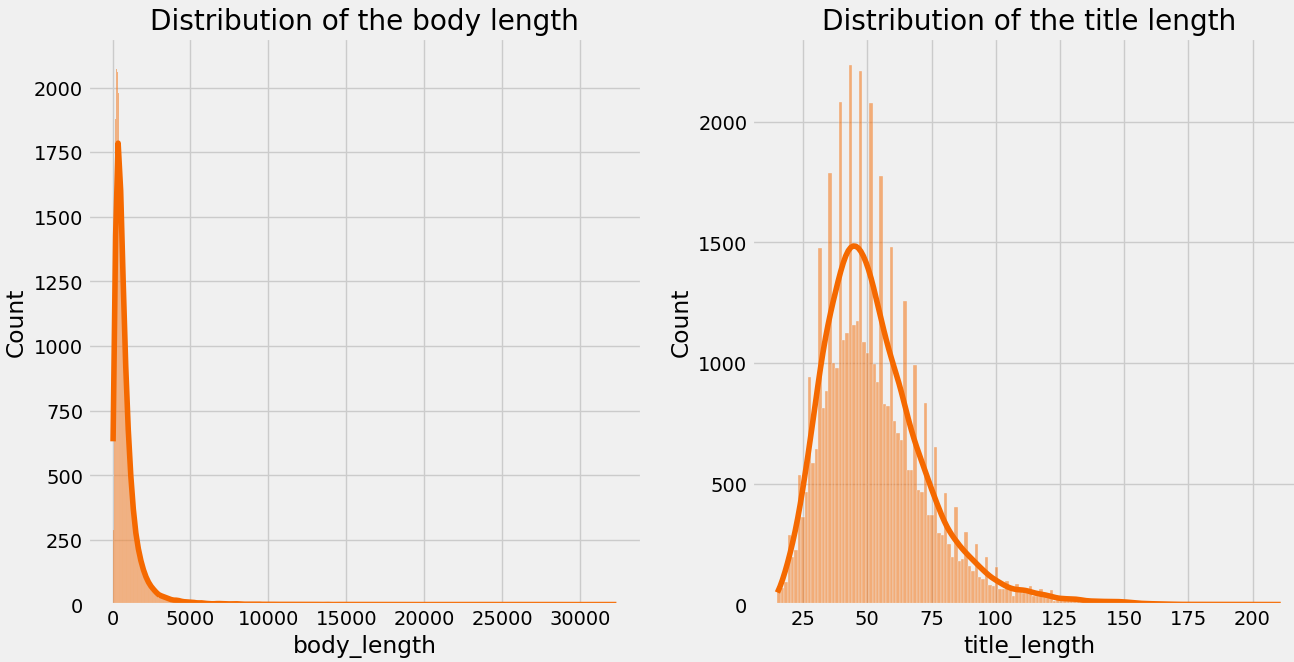 Distribution of the body length
Count
2000
1750
1500
1250
1000
750
500
250
0
0 5000 10000 15000 20000 25000 30000
body_length
Distribution of the title length
Count
2000
1500
1000
500
0
25 50 75 100 125 150 175 200
title_length